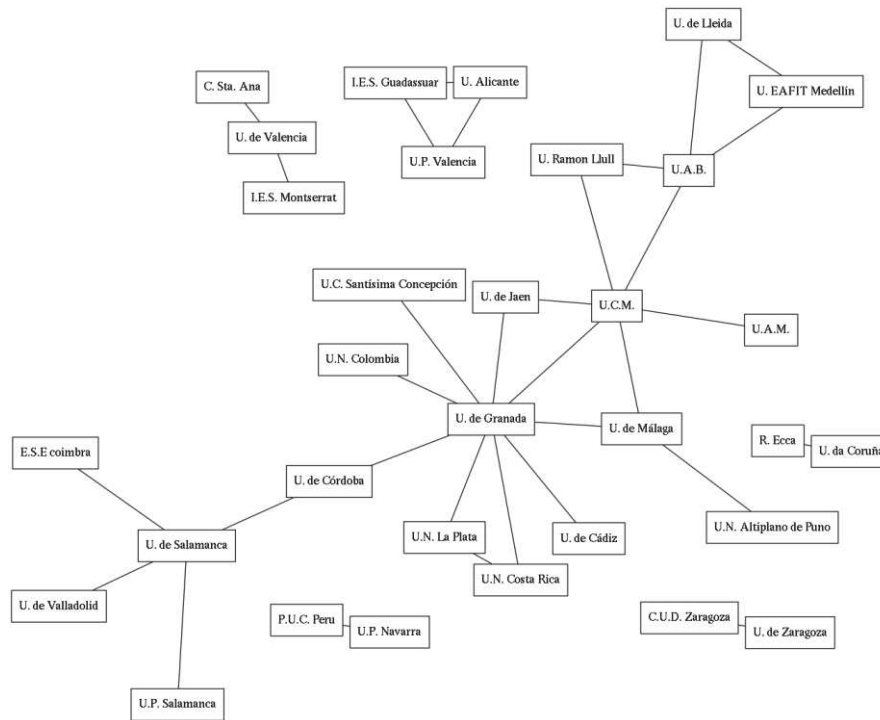 U. de Lleida
C. Sta. Ana
I.E.S. Guadassuar
U. Alicante
U. EAFIT Medellín
U. de Valencia
U.P. Valencia
U. Ramon Llull
U.A.B.
I.E.S. Montserrat
U.C. Santísima Concepción
U. de Jaen
U.C.M.
U.A.M.
U.N. Colombia
U. de Granada
U. de Málaga
R. Ecca
U. da Coruña
E.S.E coimbra
U. de Córdoba
U.N. Altiplano de Puno
U. de Salamanca
U.N. La Plata
U. de Cádiz
U.N. Costa Rica
U. de Valladolid
P.U.C. Peru
U.P. Navarra
C.U.D. Zaragoza
U. de Zaragoza
U.P. Salamanca